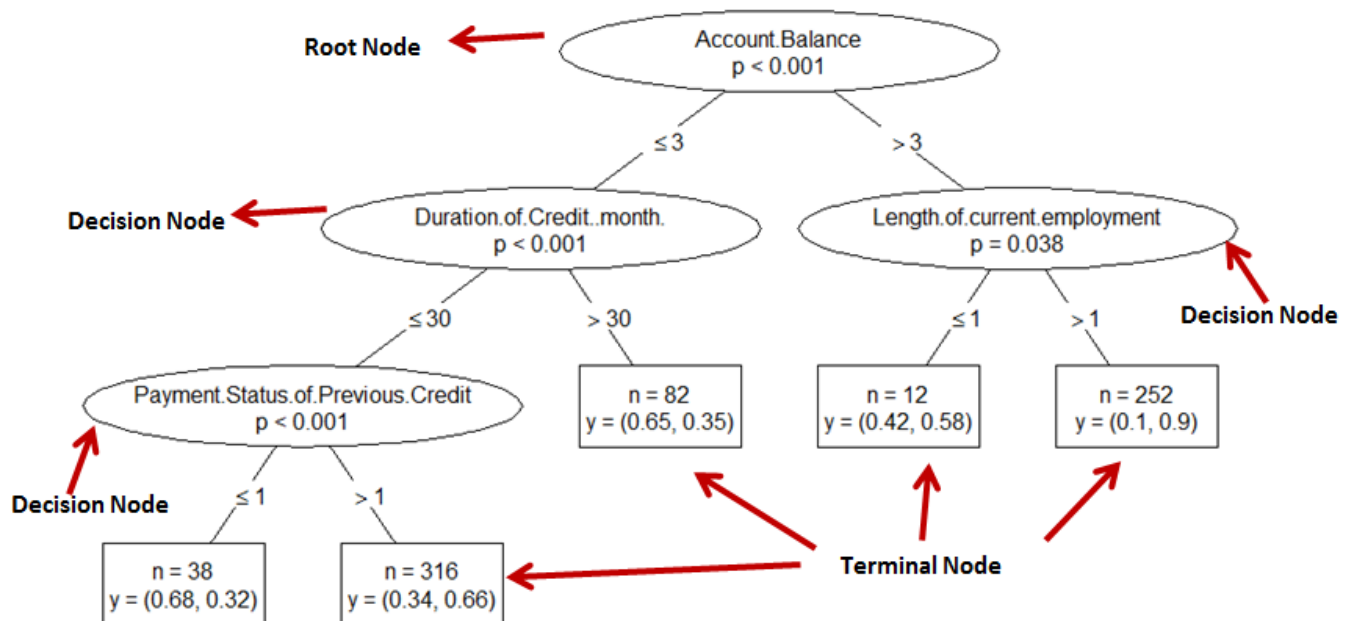 Root Node
Account.Balance
p < 0.001
≤ 3
> 3
Decision Node
Duration.of.Credit..month.
p < 0.001
Length.of.current.employment
p = 0.038
≤ 30
> 30
≤ 1
> 1
Decision Node
Payment.Status.of.Previous.Credit
p < 0.001
n = 82
y = (0.65, 0.35)
n = 12
y = (0.42, 0.58)
n = 252
y = (0.1, 0.9)
Decision Node
≤ 1
> 1
Terminal Node
n = 38
y = (0.68, 0.32)
n = 316
y = (0.34, 0.66)